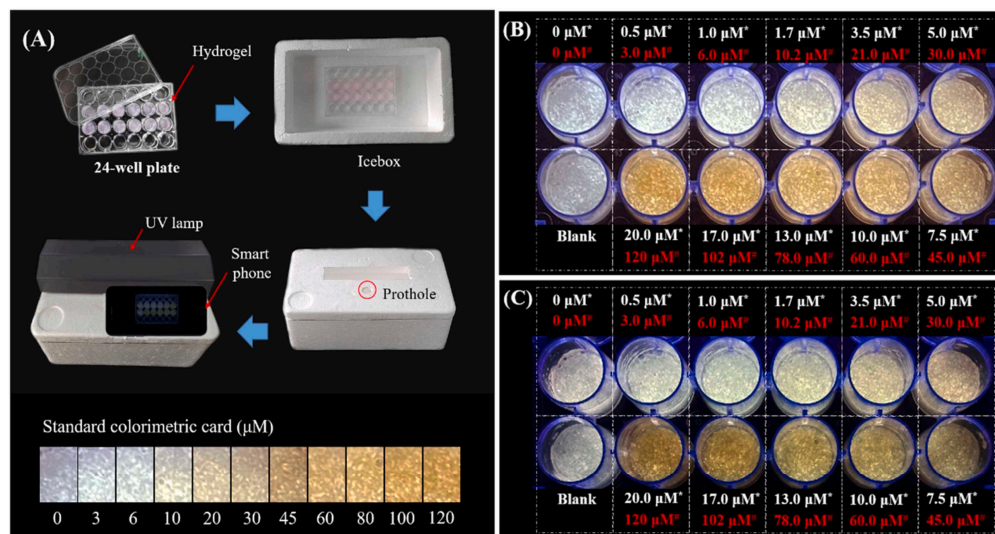 (A)
Hydrogel
24-well plate
Icebox
UV lamp
Smart
phone
Prothole
Standard colorimetric card (μM)
0 3 6 10 20 30 45 60 80 100 120
(B)
0 μM* 0.5 μM* 1.0 μM* 1.7 μM* 3.5 μM* 5.0 μM*
0 μM# 3.0 μM# 6.0 μM# 10.2 μM# 21.0 μM# 30.0 μM#
Blank 20.0 μM* 17.0 μM* 13.0 μM* 10.0 μM* 7.5 μM*
120 μM# 102 μM# 78.0 μM# 60.0 μM# 45.0 μM#
(C)
0 μM* 0.5 μM* 1.0 μM* 1.7 μM* 3.5 μM* 5.0 μM*
0 μM# 3.0 μM# 6.0 μM# 10.2 μM# 21.0 μM# 30.0 μM#
Blank 20.0 μM* 17.0 μM* 13.0 μM* 10.0 μM* 7.5 μM*
120 μM# 102 μM# 78.0 μM# 60.0 μM# 45.0 μM#